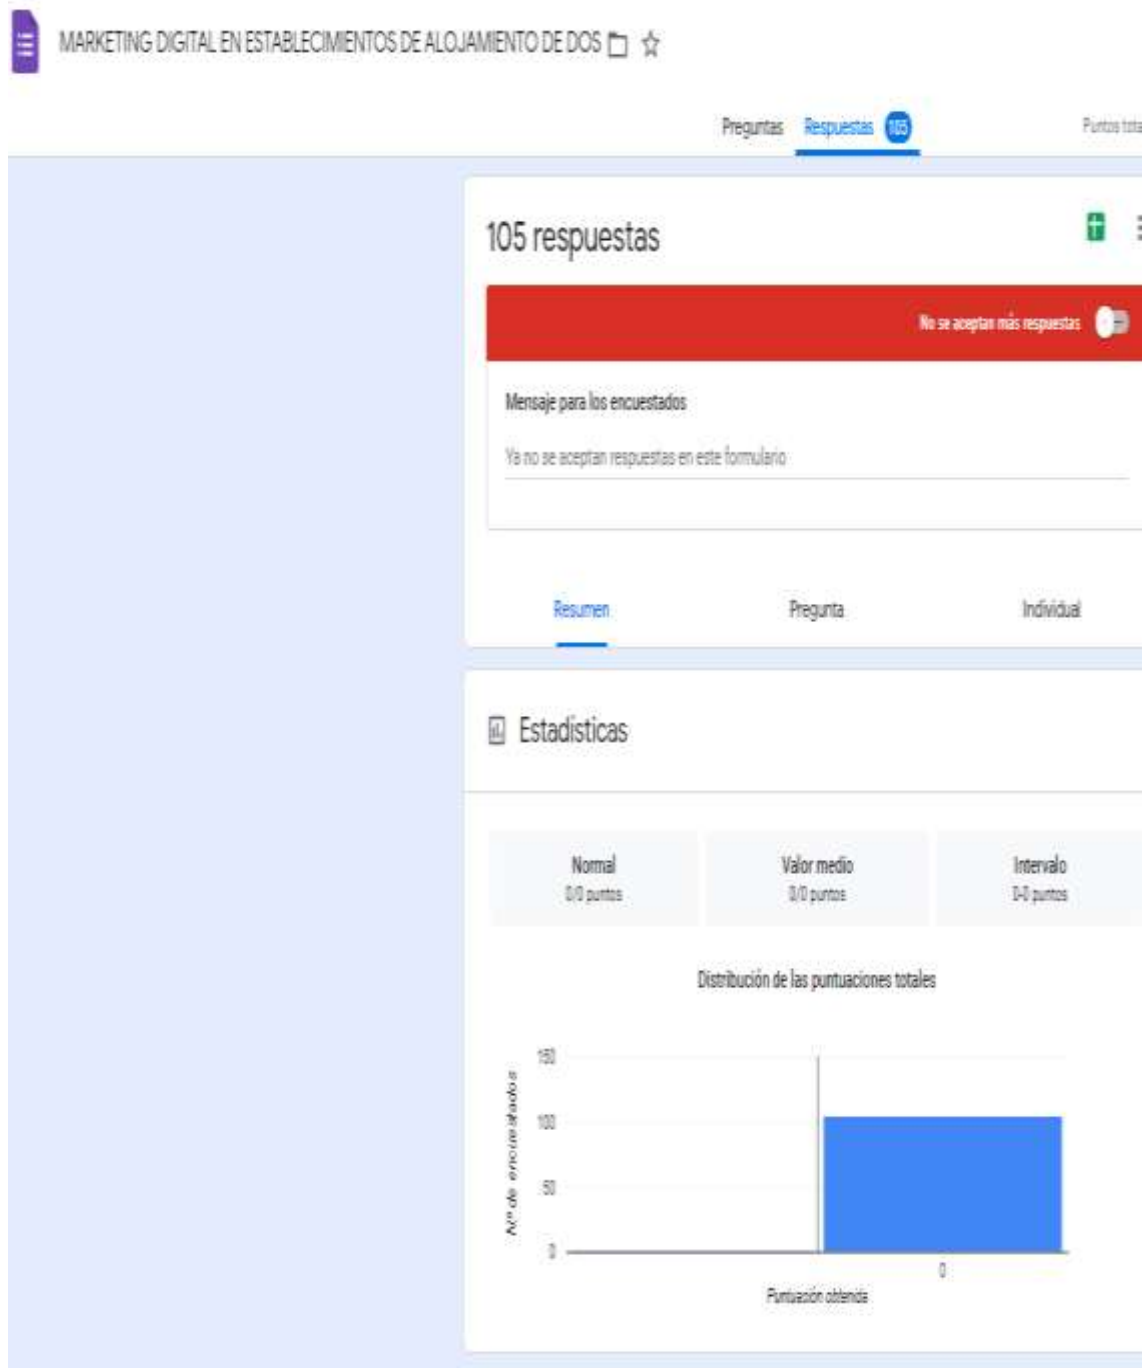 MARKETING DIGITAL EN ESTABLECIMIENTOS DE ALOJAMIENTO DE DOS
Preguntas Respuestas 105 Puntos tota
105 respuestas
No se aceptan más respuestas
Mensaje para los encuestados
Ya no se aceptan respuestas en este formulario
Resumen Pregunta Individual
Estadísticas
Normal Valor medio Intervalo
0/0 puntos 0/0 puntos 0-0 puntos
Distribución de las puntuaciones totales
150
100
50
0
N.º de encuestados
0
Puntuación obtenida